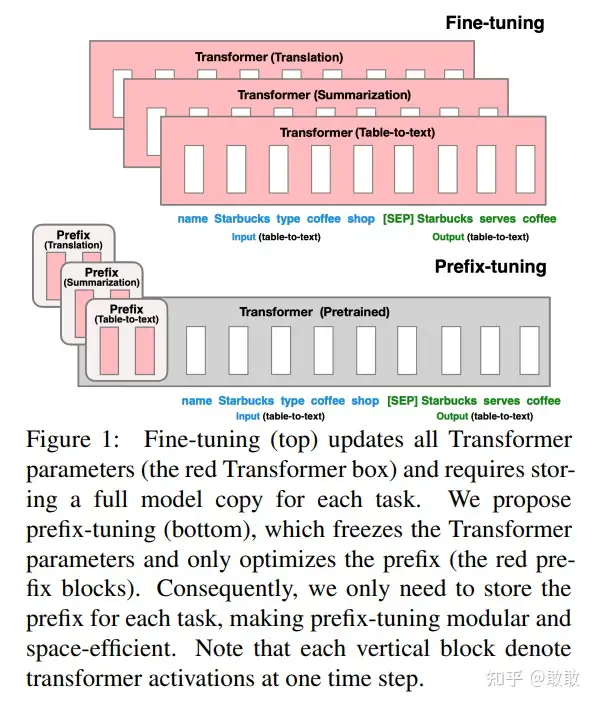 Fine-tuning
Transformer (Translation)
Transformer (Summarization)
Transformer (Table-to-text)
name Starbucks type coffee shop [SEP] Starbucks serves coffee
Input (table-to-text) Output (table-to-text)
Prefix-tuning
Prefix
(Translation)
Prefix
(Summarization)
Prefix
(Table-to-text)
Transformer (Pretrained)
name Starbucks type coffee shop [SEP] Starbucks serves coffee
Input (table-to-text) Output (table-to-text)
Figure 1: Fine-tuning (top) updates all Transformer
parameters (the red Transformer box) and requires stor-
ing a full model copy for each task. We propose
prefix-tuning (bottom), which freezes the Transformer
parameters and only optimizes the prefix (the red pre-
fix blocks). Consequently, we only need to store the
prefix for each task, making prefix-tuning modular and
space-efficient. Note that each vertical block denote
transformer activations at one time step.
知乎 @敢敢